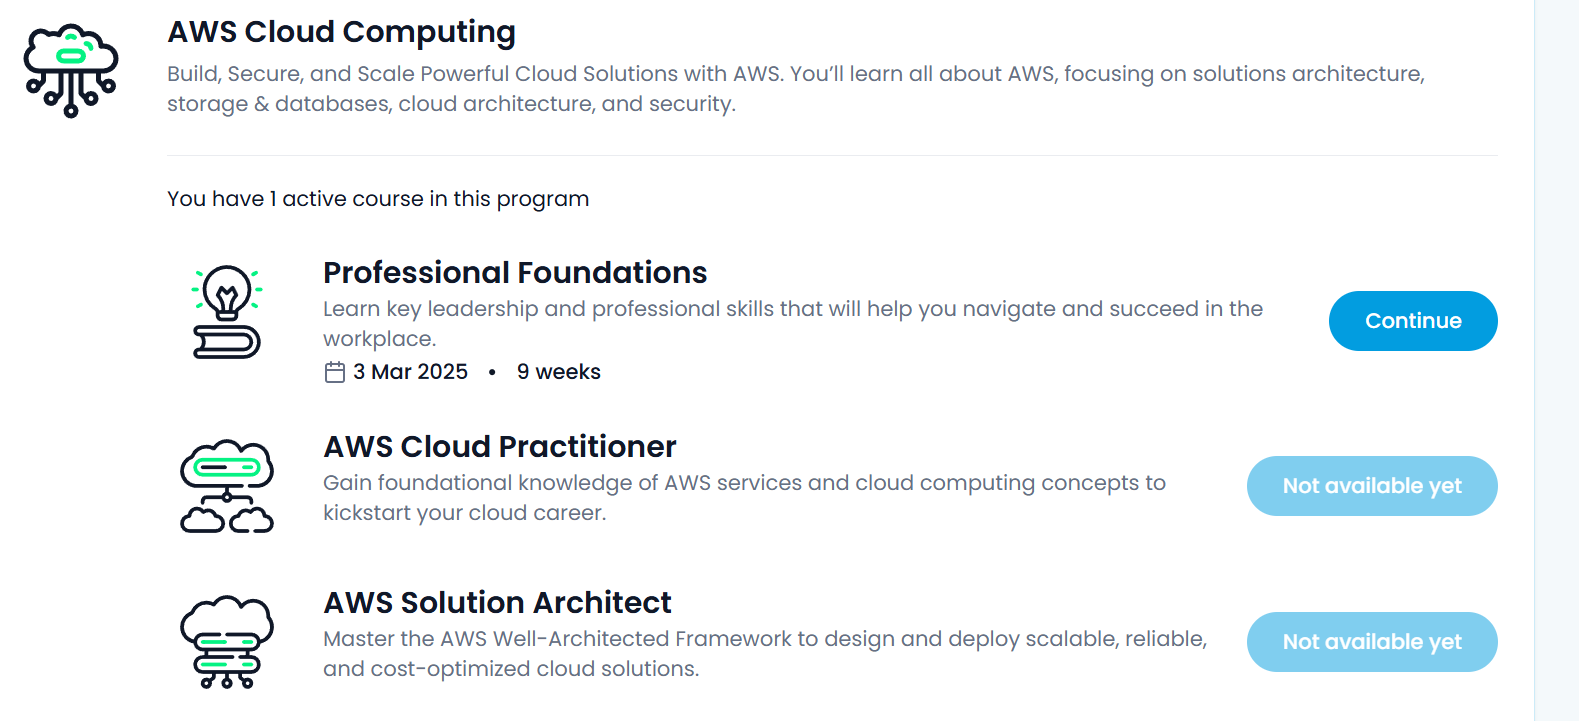 AWS Cloud Computing
Build, Secure, and Scale Powerful Cloud Solutions with AWS. You’ll learn all about AWS, focusing on solutions architecture,
storage & databases, cloud architecture, and security.
You have 1 active course in this program
Professional Foundations
Learn key leadership and professional skills that will help you navigate and succeed in the
workplace.
3 Mar 2025 • 9 weeks
Continue
AWS Cloud Practitioner
Gain foundational knowledge of AWS services and cloud computing concepts to
kickstart your cloud career.
Not available yet
AWS Solution Architect
Master the AWS Well-Architected Framework to design and deploy scalable, reliable,
and cost-optimized cloud solutions.
Not available yet